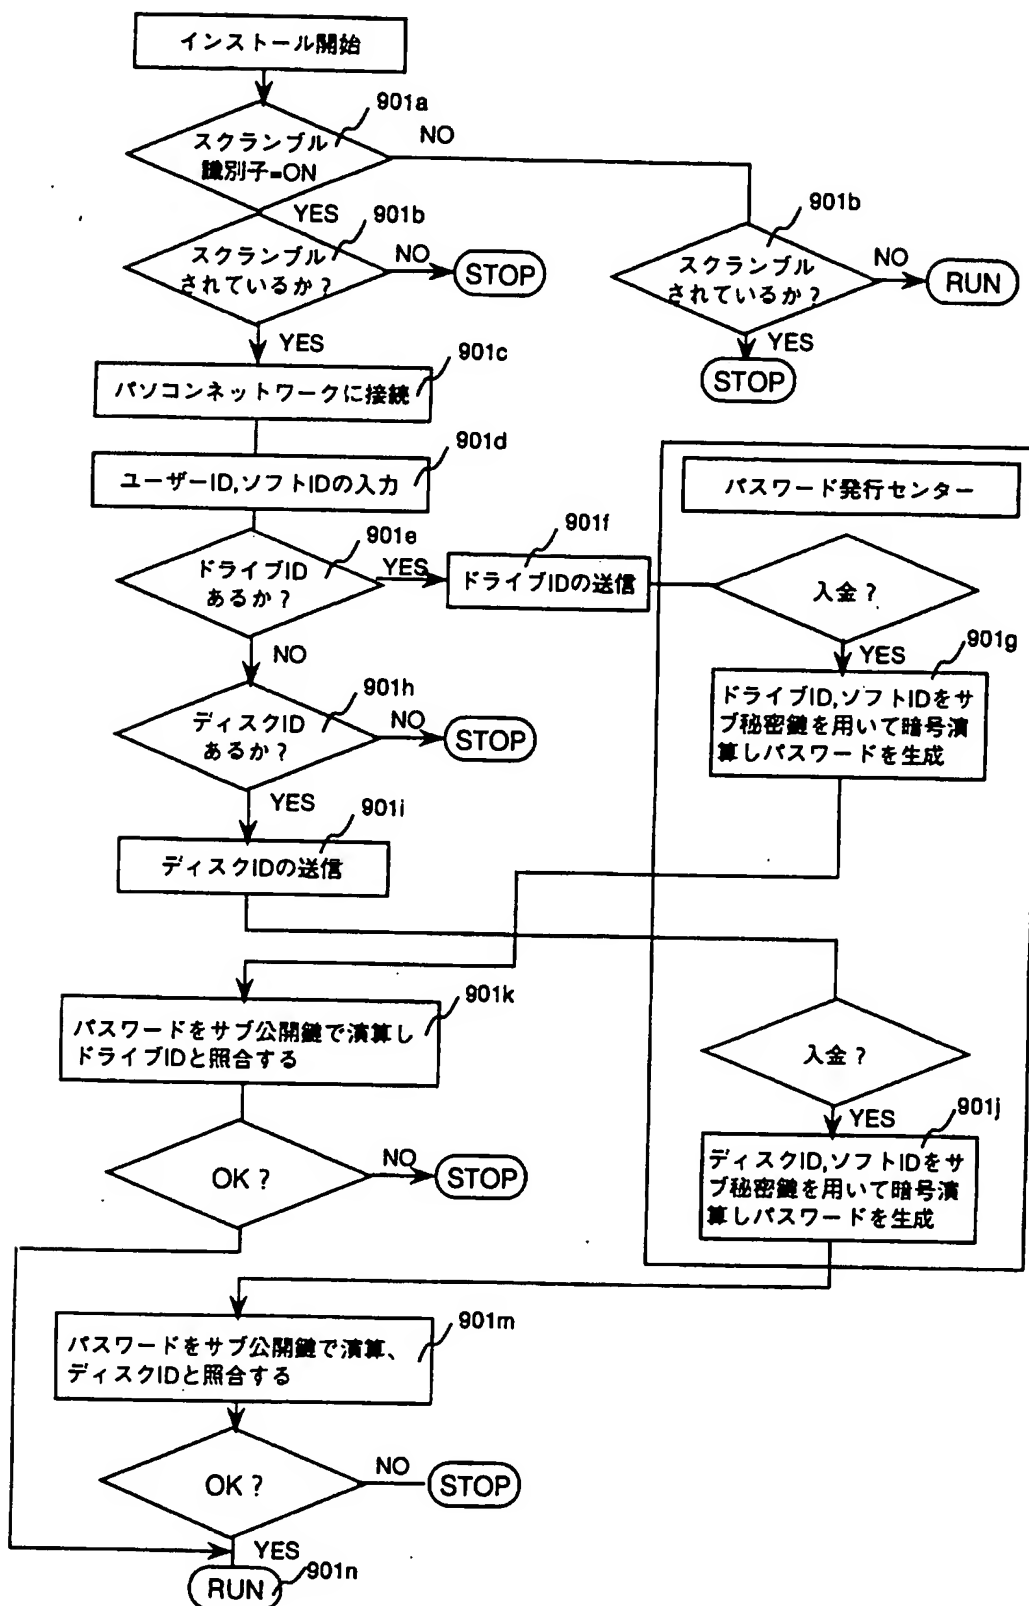 インストール開始
901a
スクランブル
識別子=ON
NO
YES
901b
スクランブル
されているか?
NO
STOP
901b
スクランブル
されているか?
NO
RUN
YES
STOP
YES
901c
パソコンネットワークに接続
901d
ユーザーID,ソフトIDの入力
パスワード発行センター
901e
ドライブID
あるか?
YES
901f
ドライブIDの送信
入金?
NO
YES
901g
ドライブID,ソフトIDをサ
ブ秘密鍵を用いて暗号演
算しパスワードを生成
901h
ディスクID
あるか?
NO
STOP
YES
901i
ディスクIDの送信
901k
パスワードをサブ公開鍵で演算し
ドライブIDと照合する
入金?
YES
901j
ディスクID,ソフトIDをサ
ブ秘密鍵を用いて暗号演
算しパスワードを生成
OK?
NO
STOP
901m
パスワードをサブ公開鍵で演算、
ディスクIDと照合する
OK?
NO
STOP
YES
901n
RUN